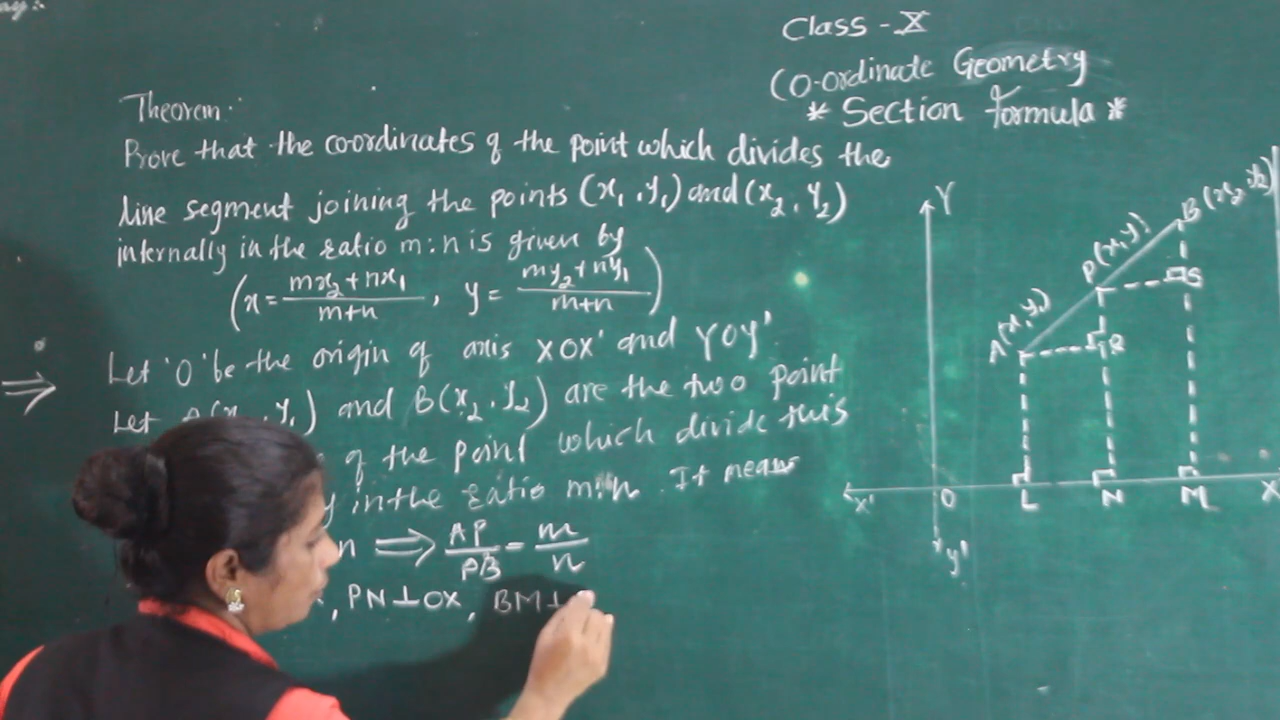 ay:
Class - X
Co-ordinate Geometry
* Section formula *
Theorem:
Prove that the coordinates of the point which divides the
line segment joining the points (x₁, y₁) and (x₂, y₂)
internally in the ratio m:n is given by
(x = mx₂ + nx₁ / m+n , y = my₂ + ny₁ / m+n)
Let 'O' be the origin of axis XOX' and YOY'.
Let A(x₁, y₁) and B(x₂, y₂) are the two point
of the point which divide this
in the ratio m:n. It means
n ⟹ AP/PB = m/n
, PN⊥OX, BM⊥
Y
B(x₂, y₂)
P(x, y)
S
A(x, y,)
R
X' O L N M X
y'